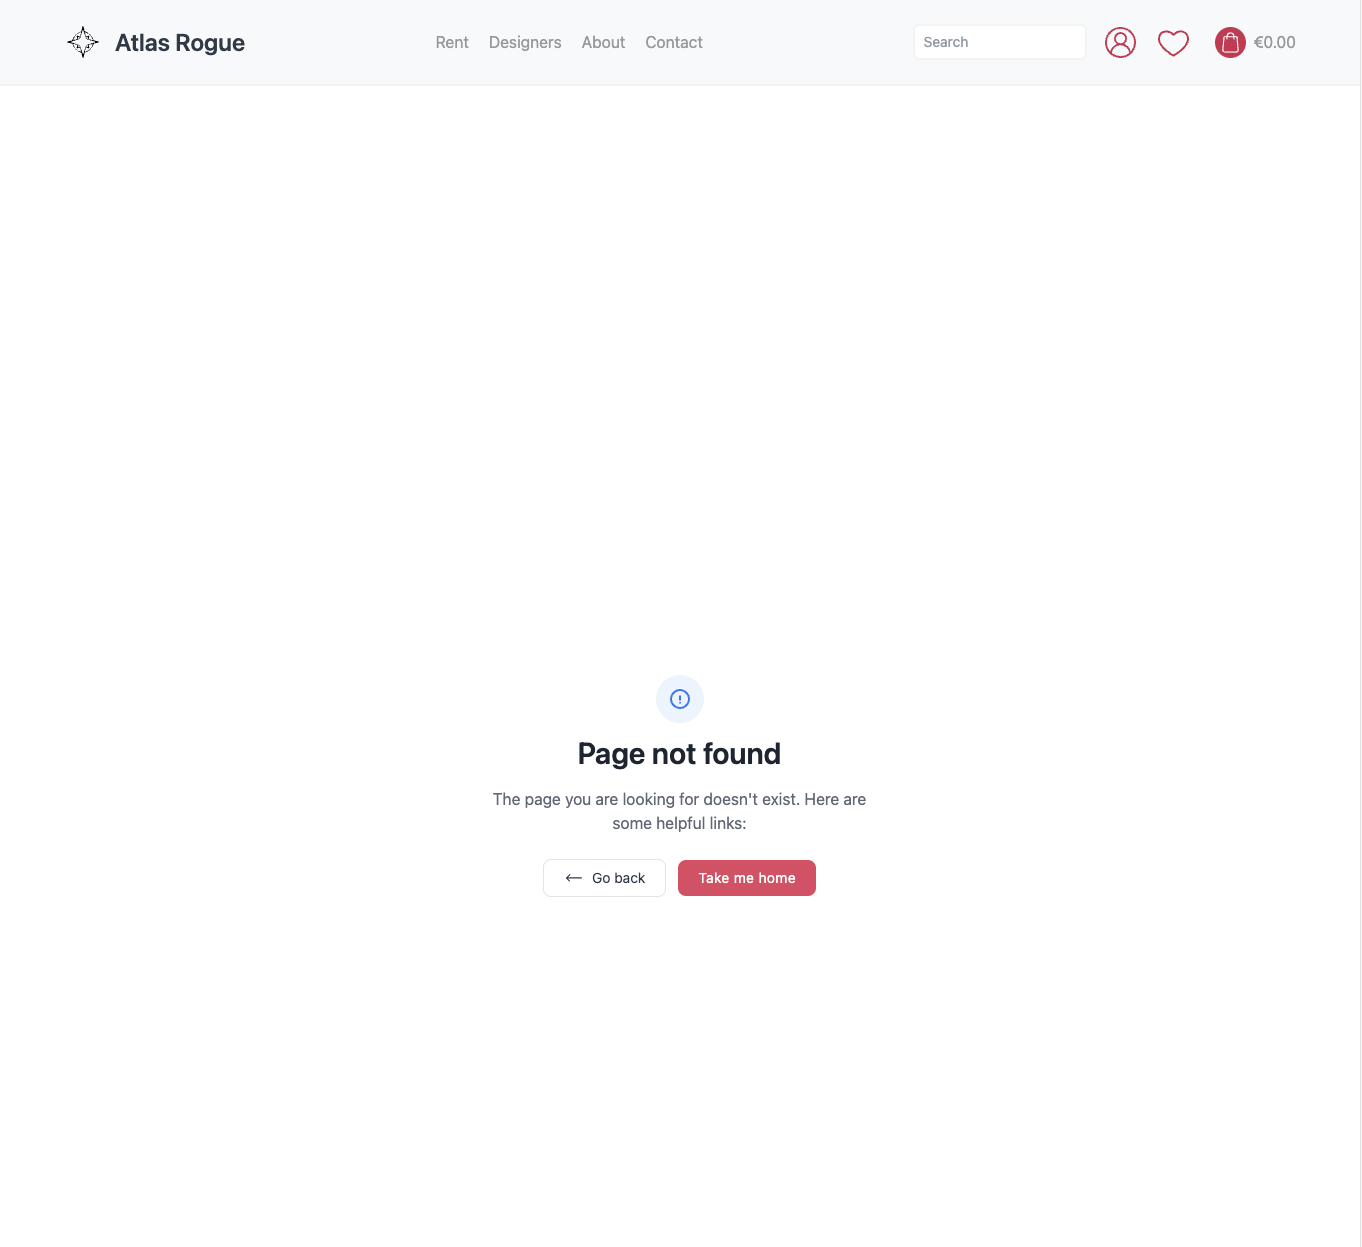 Atlas Rogue
Rent Designers About Contact
Search
€0.00
Page not found
The page you are looking for doesn't exist. Here are
some helpful links:
Go back
Take me home